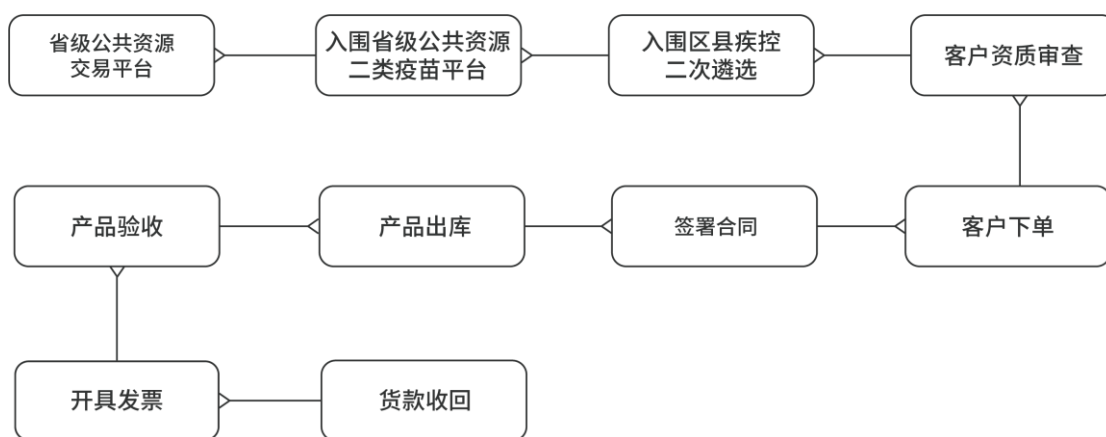 省级公共资源
交易平台
入围省级公共资源
二类疫苗平台
入围区县疾控
二次遴选
客户资质审查
产品验收
产品出库
签署合同
客户下单
开具发票
货款收回